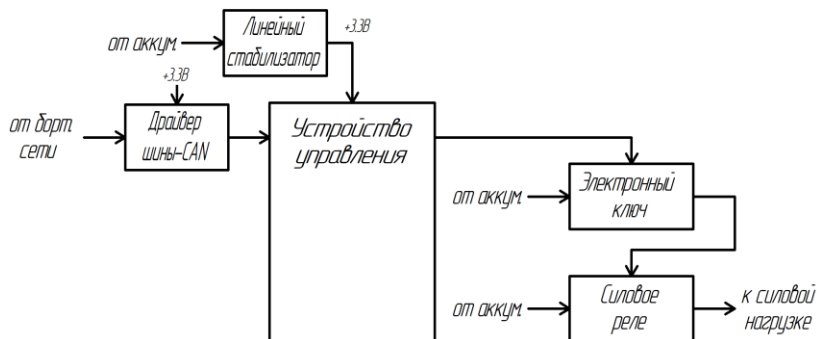 Линейный
стабилизатор
от аккум.
+3.3В
+3.3В
от борт.
сети
Драйвер
шины-CAN
Устройство
управления
от аккум.
Электронный
ключ
от аккум.
Силовое
реле
к силовой
нагрузке